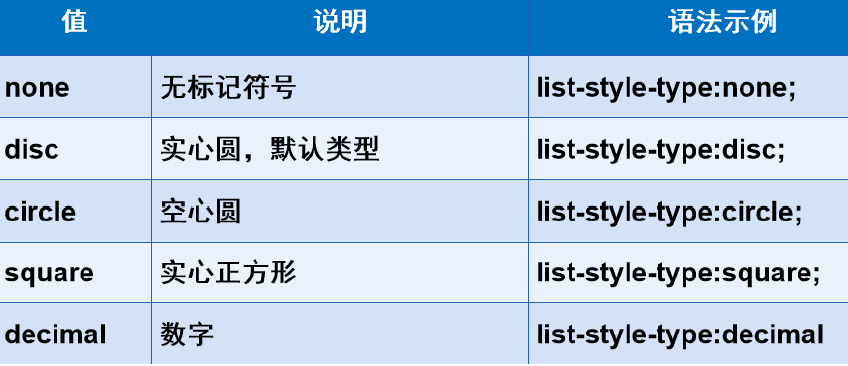 值 说明 语法示例
none 无标记符号 list-style-type:none;
disc 实心圆，默认类型 list-style-type:disc;
circle 空心圆 list-style-type:circle;
square 实心正方形 list-style-type:square;
decimal 数字 list-style-type:decimal